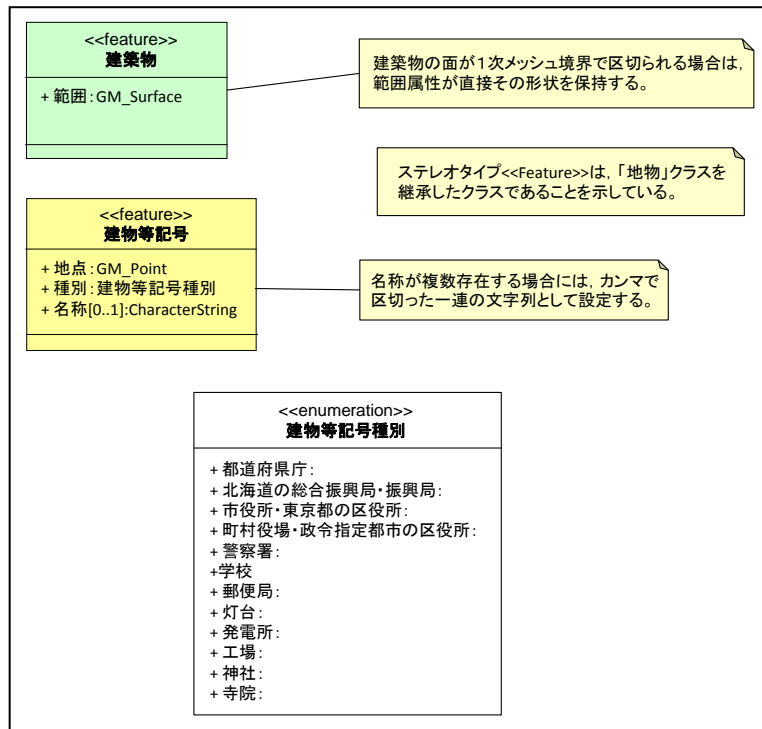 <<feature>>
建築物
+ 範囲:GM_Surface
建築物の面が1次メッシュ境界で区切られる場合は,
範囲属性が直接その形状を保持する。
ステレオタイプ<<Feature>>は,「地物」クラスを
継承したクラスであることを示している。
<<feature>>
建物等記号
+ 地点:GM_Point
+ 種別:建物等記号種別
+ 名称[0..1]:CharacterString
名称が複数存在する場合には,カンマで
区切った一連の文字列として設定する。
<<enumeration>>
建物等記号種別
+ 都道府県庁:
+ 北海道の総合振興局・振興局:
+ 市役所・東京都の区役所:
+ 町村役場・政令指定都市の区役所:
+ 警察署:
+学校
+ 郵便局:
+ 灯台:
+ 発電所:
+ 工場:
+ 神社:
+ 寺院: